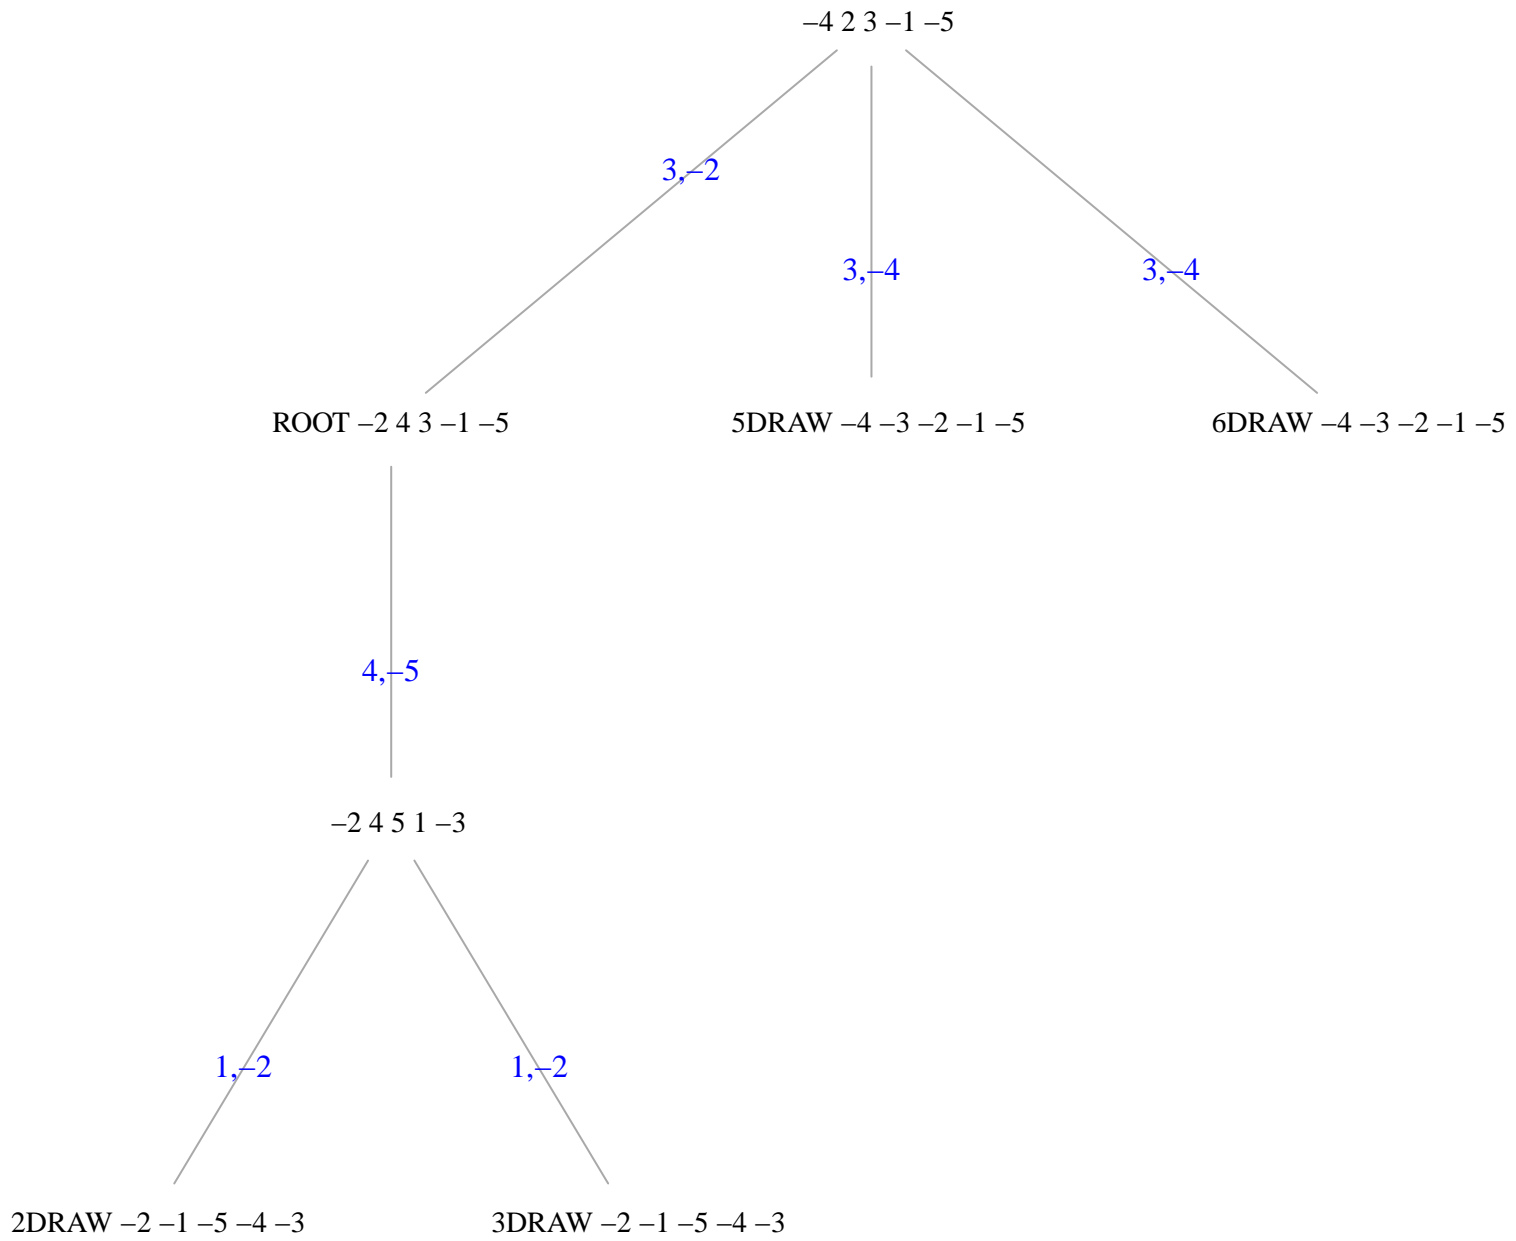 –4 2 3 –1 –5
3,–2
3,–4
3,–4
ROOT –2 4 3 –1 –5
5DRAW –4 –3 –2 –1 –5
6DRAW –4 –3 –2 –1 –5
4,–5
–2 4 5 1 –3
1,–2
1,–2
2DRAW –2 –1 –5 –4 –3
3DRAW –2 –1 –5 –4 –3